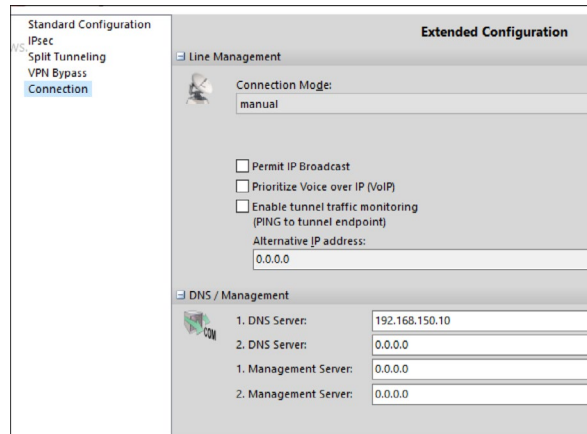 Standard Configuration
IPsec
Split Tunneling
VPN Bypass
Connection
Extended Configuration
Line Management
Connection Mode:
manual
Permit IP Broadcast
Prioritize Voice over IP (VoIP)
Enable tunnel traffic monitoring
(PING to tunnel endpoint)
Alternative IP address:
0.0.0.0
DNS / Management
COM
1. DNS Server: 192.168.150.10
2. DNS Server: 0.0.0.0
1. Management Server: 0.0.0.0
2. Management Server: 0.0.0.0